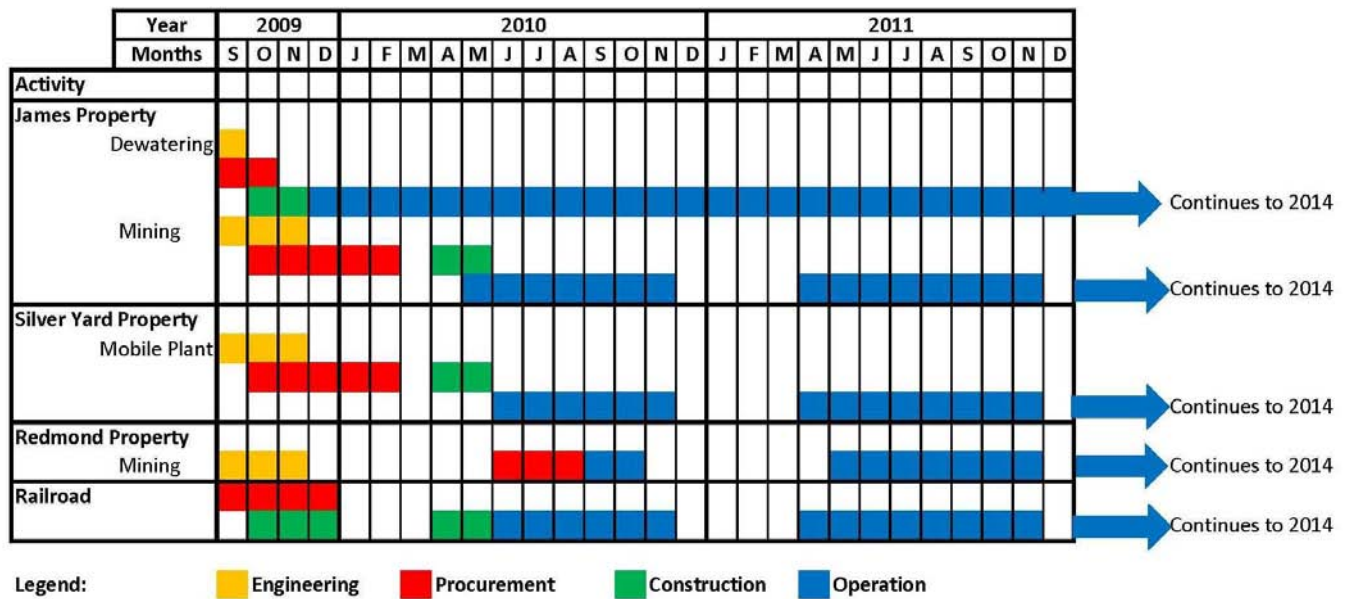 Year 2009 2010 2011
Months S O N D J F M A M J J A S O N D J F M A M J J A S O N D
Activity
James Property
Dewatering
Continues to 2014
Mining
Continues to 2014
Silver Yard Property
Mobile Plant
Continues to 2014
Redmond Property
Mining Continues to 2014
Railroad
Continues to 2014
Legend: Engineering Procurement Construction Operation